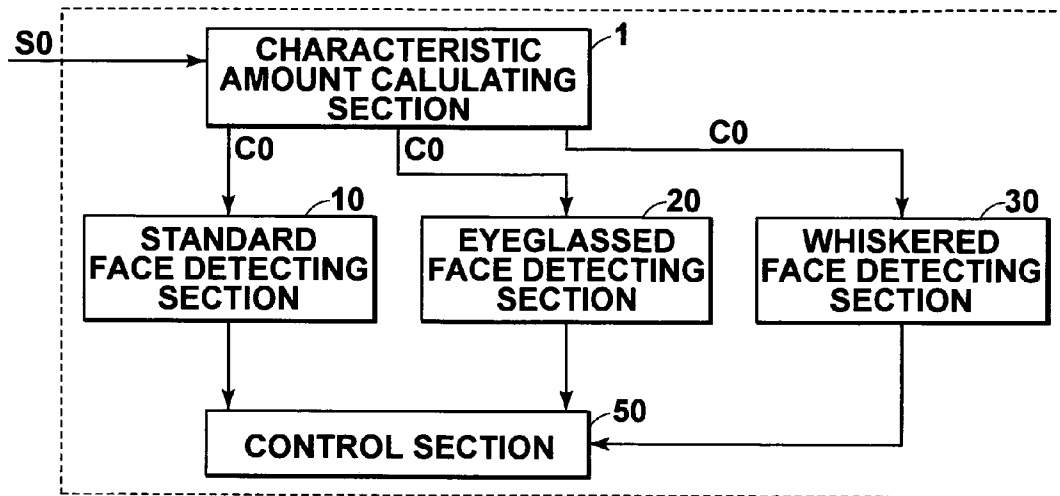 S0
1
CHARACTERISTIC
AMOUNT CALULATING
SECTION
C0
C0
C0
10
STANDARD
FACE DETECTING
SECTION
20
EYEGLASSED
FACE DETECTING
SECTION
30
WHISKERED
FACE DETECTING
SECTION
50
CONTROL SECTION